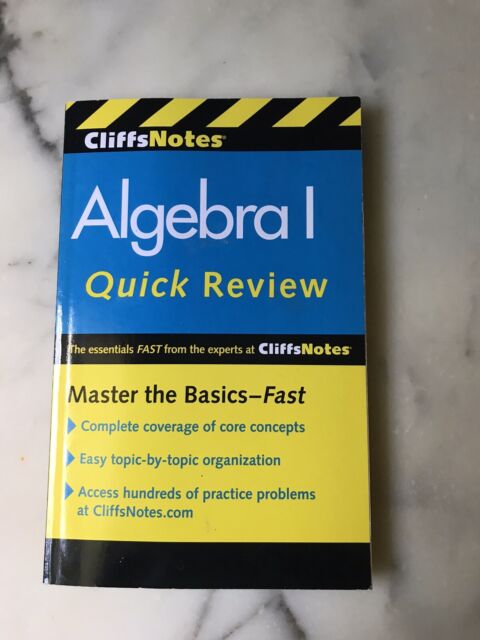 CliffsNotes®
Algebra I
Quick Review
The essentials FAST from the experts at CliffsNotes®
Master the Basics–Fast
Complete coverage of core concepts
Easy topic-by-topic organization
Access hundreds of practice problems
at CliffsNotes.com